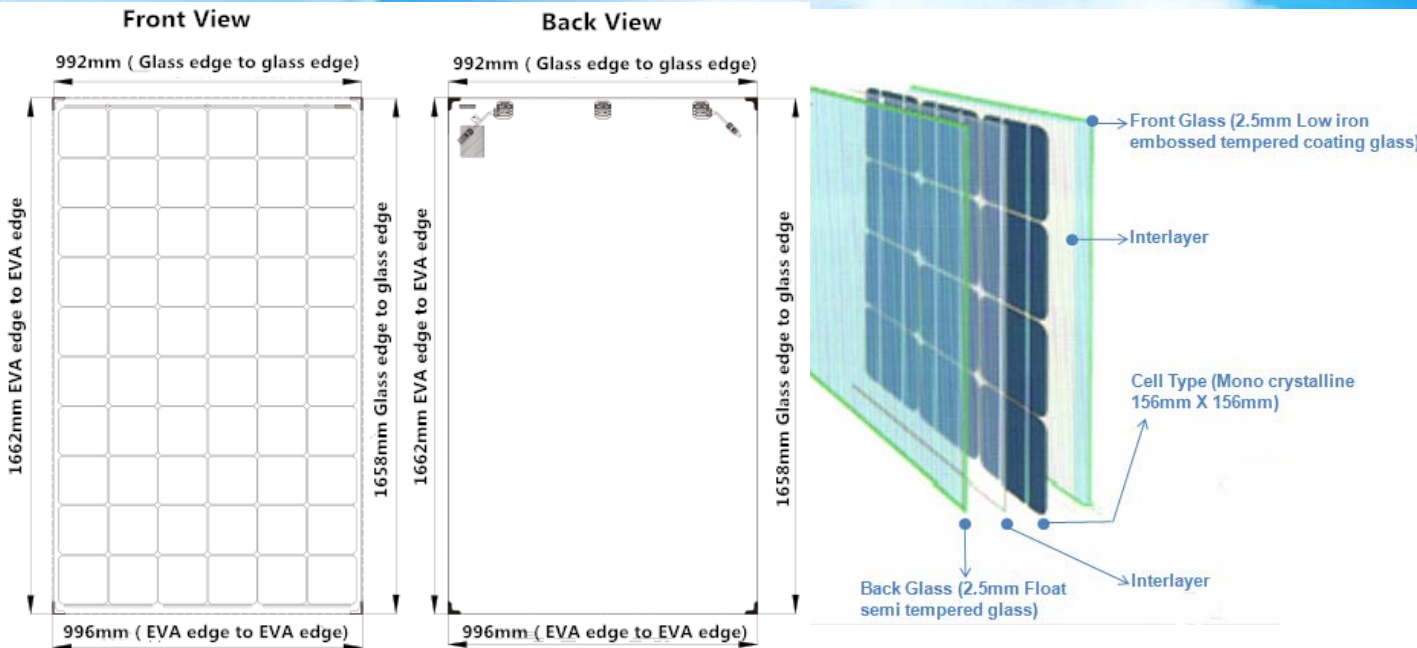 Front View
992mm ( Glass edge to glass edge)
1662mm EVA edge to EVA edge
1658mm Glass edge to glass edge
996mm ( EVA edge to EVA edge)
Back View
992mm ( Glass edge to glass edge)
1662mm EVA edge to EVA edge
1658mm Glass edge to glass edge
996mm ( EVA edge to EVA edge)
Front Glass (2.5mm Low iron
embossed tempered coating glass)
Interlayer
Cell Type (Mono crystalline
156mm X 156mm)
Interlayer
Back Glass (2.5mm Float
semi tempered glass)